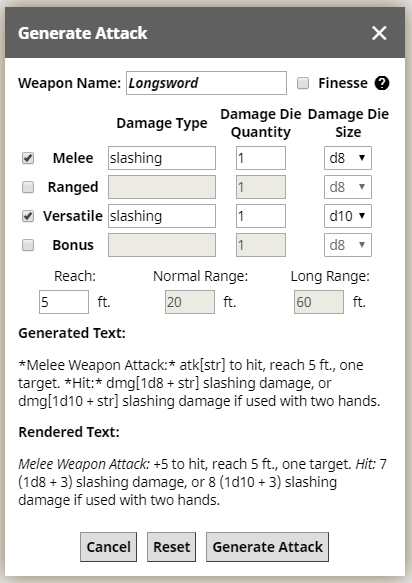 Generate Attack ×
Weapon Name: Longsword Finesse ?
Damage Type Damage Die Quantity Damage Die Size
Melee slashing 1 d8
Ranged 1 d8
Versatile slashing 1 d10
Bonus 1 d8
Reach: Normal Range: Long Range:
5 ft. 20 ft. 60 ft.
Generated Text:
*Melee Weapon Attack:* atk[str] to hit, reach 5 ft., one
target. *Hit:* dmg[1d8 + str] slashing damage, or
dmg[1d10 + str] slashing damage if used with two hands.
Rendered Text:
Melee Weapon Attack: +5 to hit, reach 5 ft., one target. Hit: 7
(1d8 + 3) slashing damage, or 8 (1d10 + 3) slashing
damage if used with two hands.
Cancel Reset Generate Attack